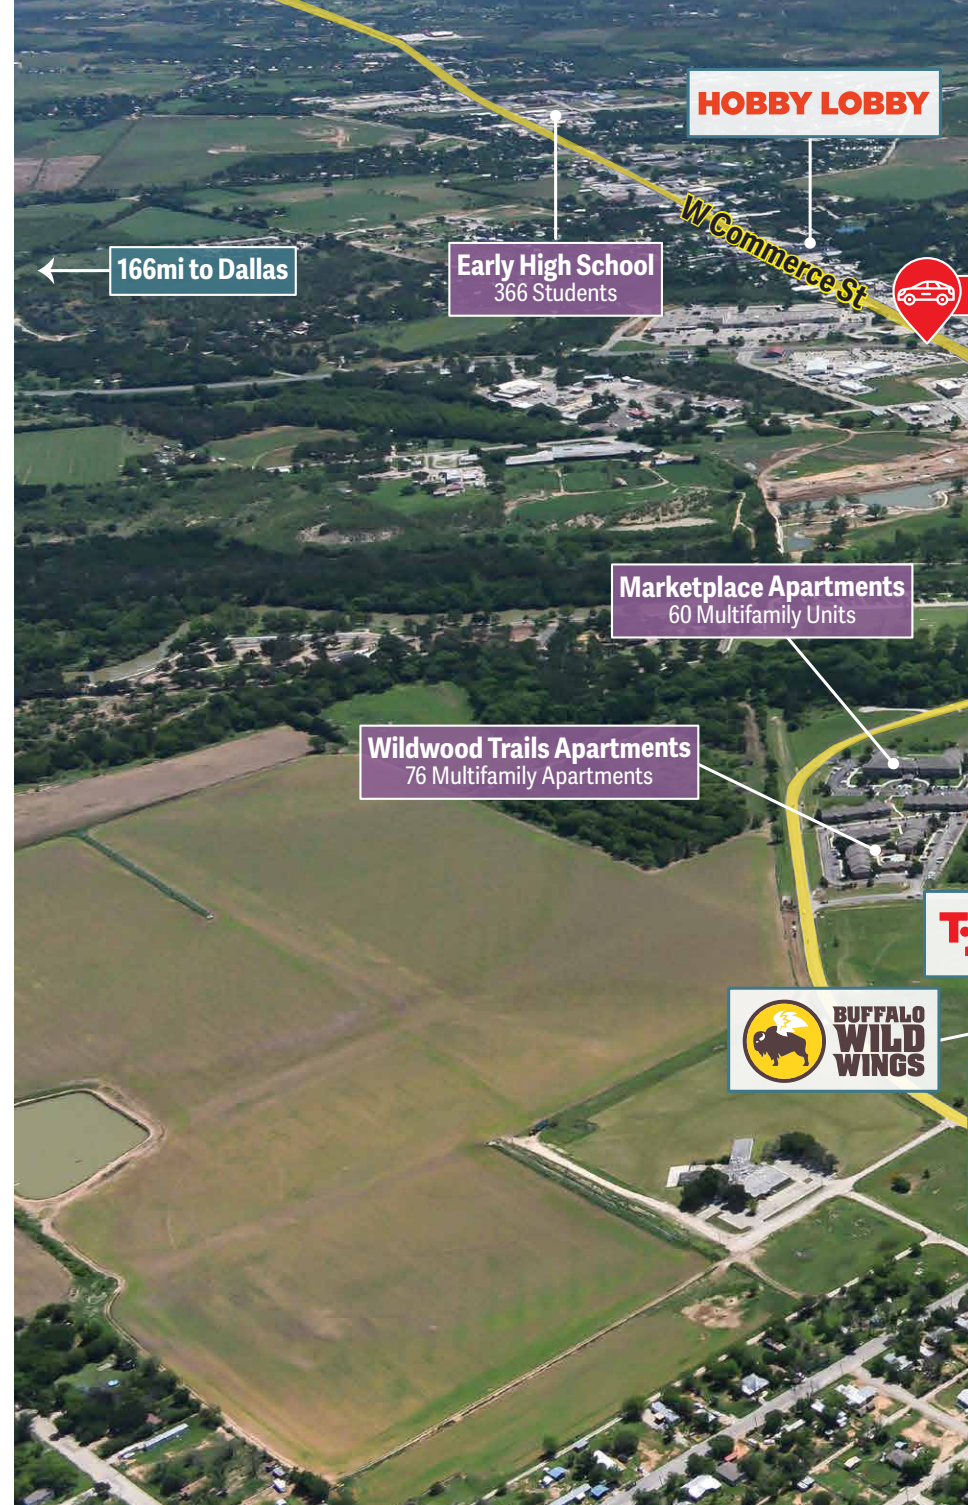 HOBBY LOBBY
W Commerce St
166mi to Dallas
Early High School
366 Students
Marketplace Apartments
60 Multifamily Units
Wildwood Trails Apartments
76 Multifamily Apartments
BUFFALO
WILD
WINGS